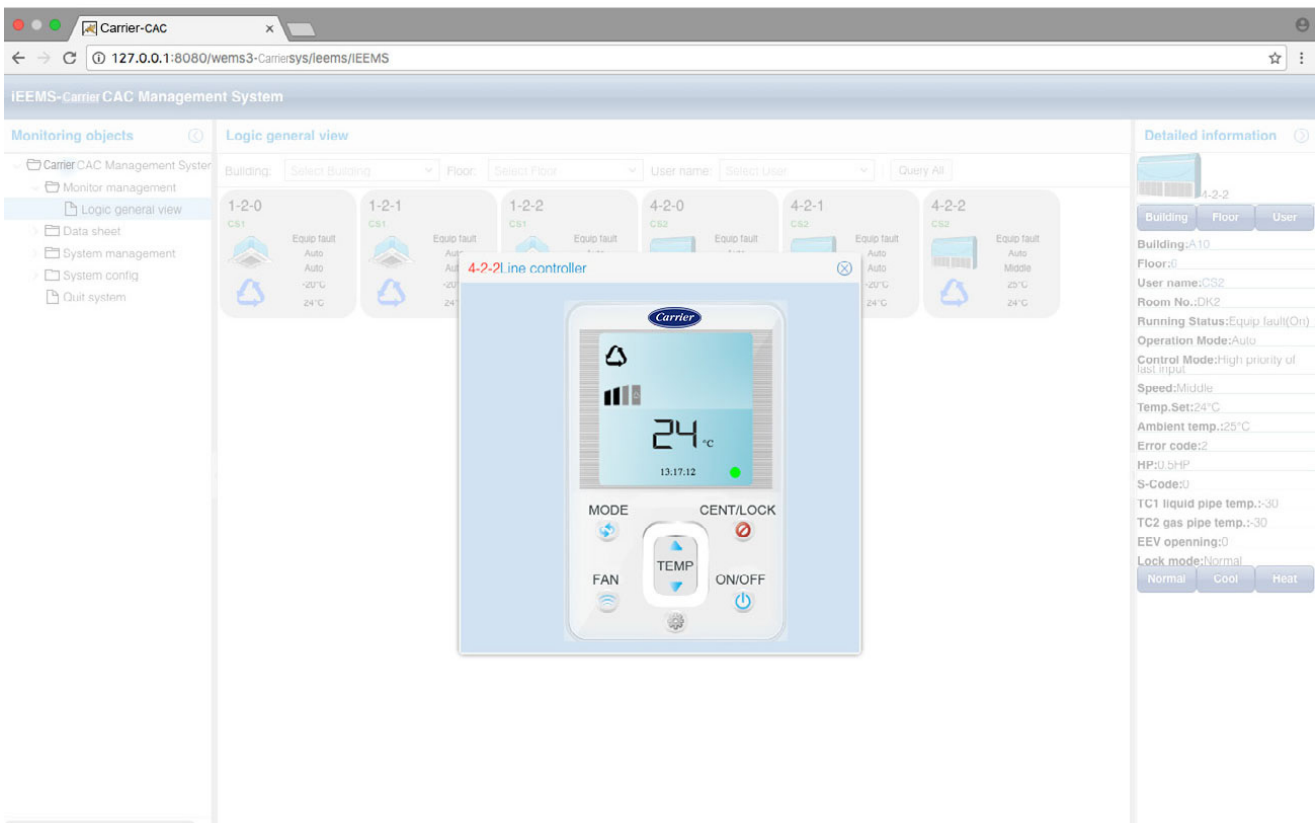 Carrier-CAC
127.0.0.1:8080/wems3-Carriersys/ieems/IEEMS
iEEMS-Carrier CAC Management System
Monitoring objects
Carrier CAC Management Syster
Monitor management
Logic general view
Data sheet
System management
System config
Quit system
Logic general view
Building: Select Building Floor: Select Floor User name: Select User Query All
1-2-0
CS1
Equip fault
Auto
Auto
-20°C
24°C
1-2-1
CS1
Equip fault
1-2-2
CS1
Equip fault
4-2-0
CS2
Equip fault
4-2-1
CS2
Equip fault
Auto
Auto
-20°C
24°C
4-2-2
CS2
Equip fault
Auto
Middle
25°C
24°C
4-2-2Line controller
Carrier
24 °C
13:17:12
MODE CENT/LOCK
TEMP
FAN ON/OFF
Detailed information
1-2-2
Building Floor User
Building:A10
Floor:6
User name:CS2
Room No.:DK2
Running Status:Equip fault(On)
Operation Mode:Auto
Control Mode:High priority of
last input
Speed:Middle
Temp.Set:24°C
Ambient temp.:25°C
Error code:2
HP:0.5HP
S-Code:0
TC1 liquid pipe temp.:-30
TC2 gas pipe temp.:-30
EEV openning:0
Lock mode:Normal
Normal Cool Heat